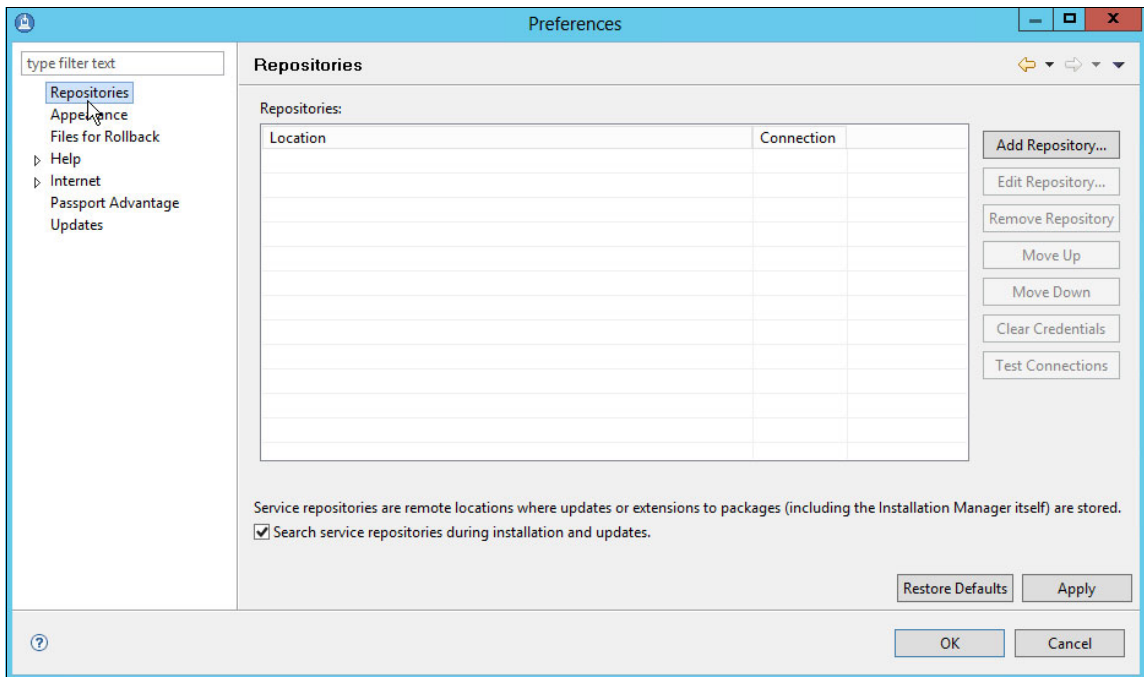 Preferences
type filter text
Repositories
Appearance
Files for Rollback
Help
Internet
Passport Advantage
Updates
Repositories
Repositories:
Location Connection
Add Repository...
Edit Repository...
Remove Repository
Move Up
Move Down
Clear Credentials
Test Connections
Service repositories are remote locations where updates or extensions to packages (including the Installation Manager itself) are stored.
Search service repositories during installation and updates.
Restore Defaults Apply
OK Cancel